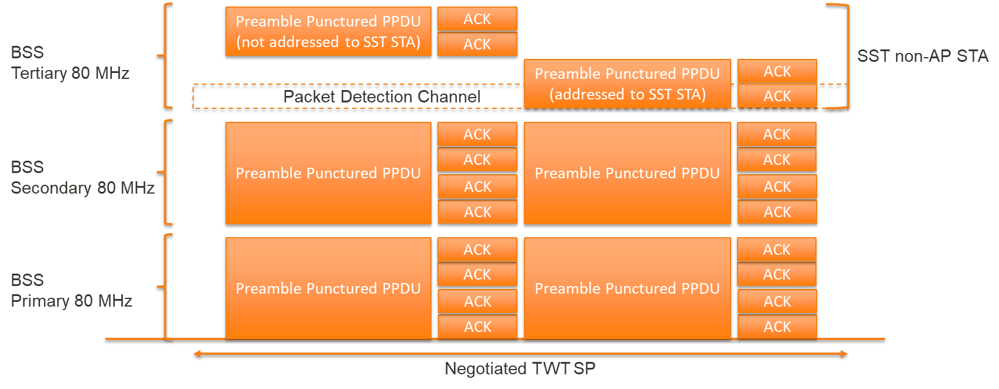 BSS
Tertiary 80 MHz
Preamble Punctured PPDU
(not addressed to SST STA)
ACK
ACK
Preamble Punctured PPDU
(addressed to SST STA)
ACK
ACK
SST non-AP STA
Packet Detection Channel
BSS
Secondary 80 MHz
Preamble Punctured PPDU
ACK
ACK
ACK
ACK
Preamble Punctured PPDU
ACK
ACK
ACK
ACK
BSS
Primary 80 MHz
Preamble Punctured PPDU
ACK
ACK
ACK
ACK
Preamble Punctured PPDU
ACK
ACK
ACK
ACK
Negotiated TWT SP